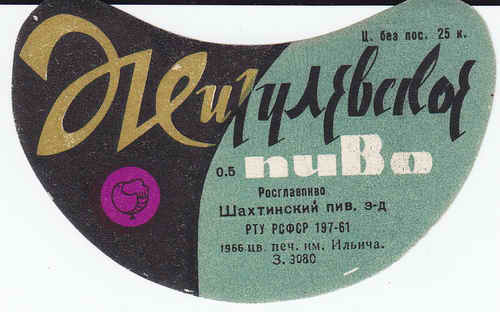 Ц. без пос. 25 к.
Жигулевское
0.5 пиво
Росглавпиво
Шахтинский пив. з-д
РТУ РСФСР 197-61
1966 цв. печ. им. Ильича.
З. 3080